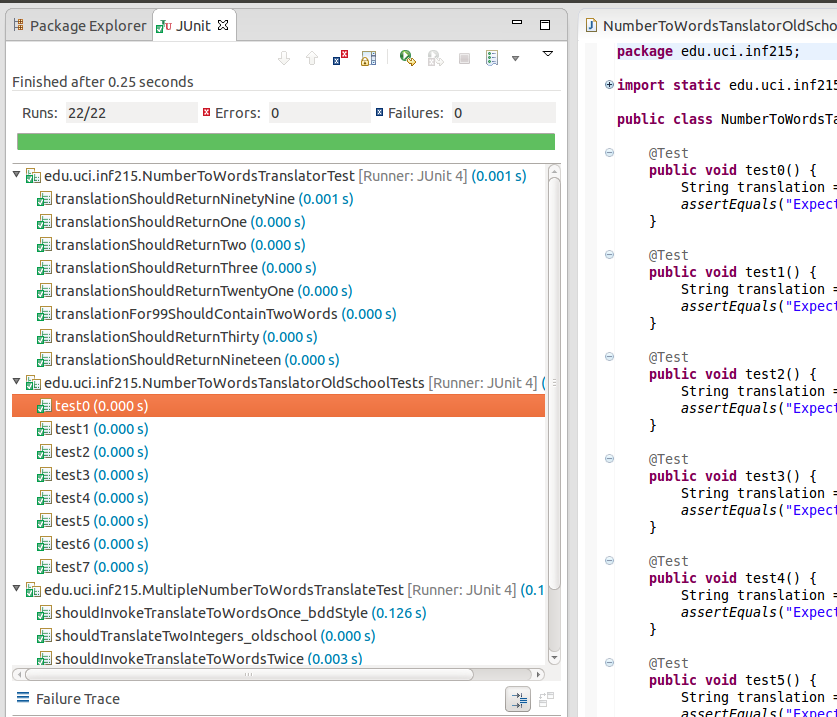 Package Explorer
JUnit
Finished after 0.25 seconds
Runs: 22/22
Errors: 0
Failures: 0
edu.uci.inf215.NumberToWordsTranslatorTest [Runner: JUnit 4] (0.001 s)
translationShouldReturnNinetyNine (0.001 s)
translationShouldReturnOne (0.000 s)
translationShouldReturnTwo (0.000 s)
translationShouldReturnThree (0.000 s)
translationShouldReturnTwentyOne (0.000 s)
translationFor99ShouldContainTwoWords (0.000 s)
translationShouldReturnThirty (0.000 s)
translationShouldReturnNineteen (0.000 s)
edu.uci.inf215.NumberToWordsTanslatorOldSchoolTests [Runner: JUnit 4] (
test0 (0.000 s)
test1 (0.000 s)
test2 (0.000 s)
test3 (0.000 s)
test4 (0.000 s)
test5 (0.000 s)
test6 (0.000 s)
test7 (0.000 s)
edu.uci.inf215.MultipleNumberToWordsTranslateTest [Runner: JUnit 4] (0.1
shouldInvokeTranslateToWordsOnce_bddStyle (0.126 s)
shouldTranslateTwoIntegers_oldschool (0.000 s)
shouldInvokeTranslateToWordsTwice (0.003 s)
Failure Trace
NumberToWordsTanslatorOldScho
package edu.uci.inf215;
import static edu.uci.inf215
public class NumberToWordsTa
@Test
public void test0() {
String translation =
assertEquals("Expect
}
@Test
public void test1() {
String translation =
assertEquals("Expect
}
@Test
public void test2() {
String translation =
assertEquals("Expect
}
@Test
public void test3() {
String translation =
assertEquals("Expect
}
@Test
public void test4() {
String translation =
assertEquals("Expect
}
@Test
public void test5() {
String translation =
assertEquals("Expect